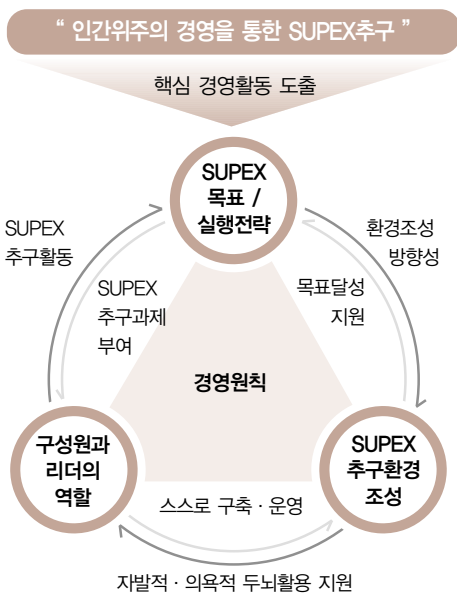 “ 인간위주의 경영을 통한 SUPEX추구 ”
핵심 경영활동 도출
SUPEX
목표 /
실행전략
SUPEX
추구활동
환경조성
방향성
SUPEX
추구과제
부여
목표달성
지원
경영원칙
구성원과
리더의
역할
SUPEX
추구환경
조성
스스로 구축 · 운영
자발적 · 의욕적 두뇌활용 지원